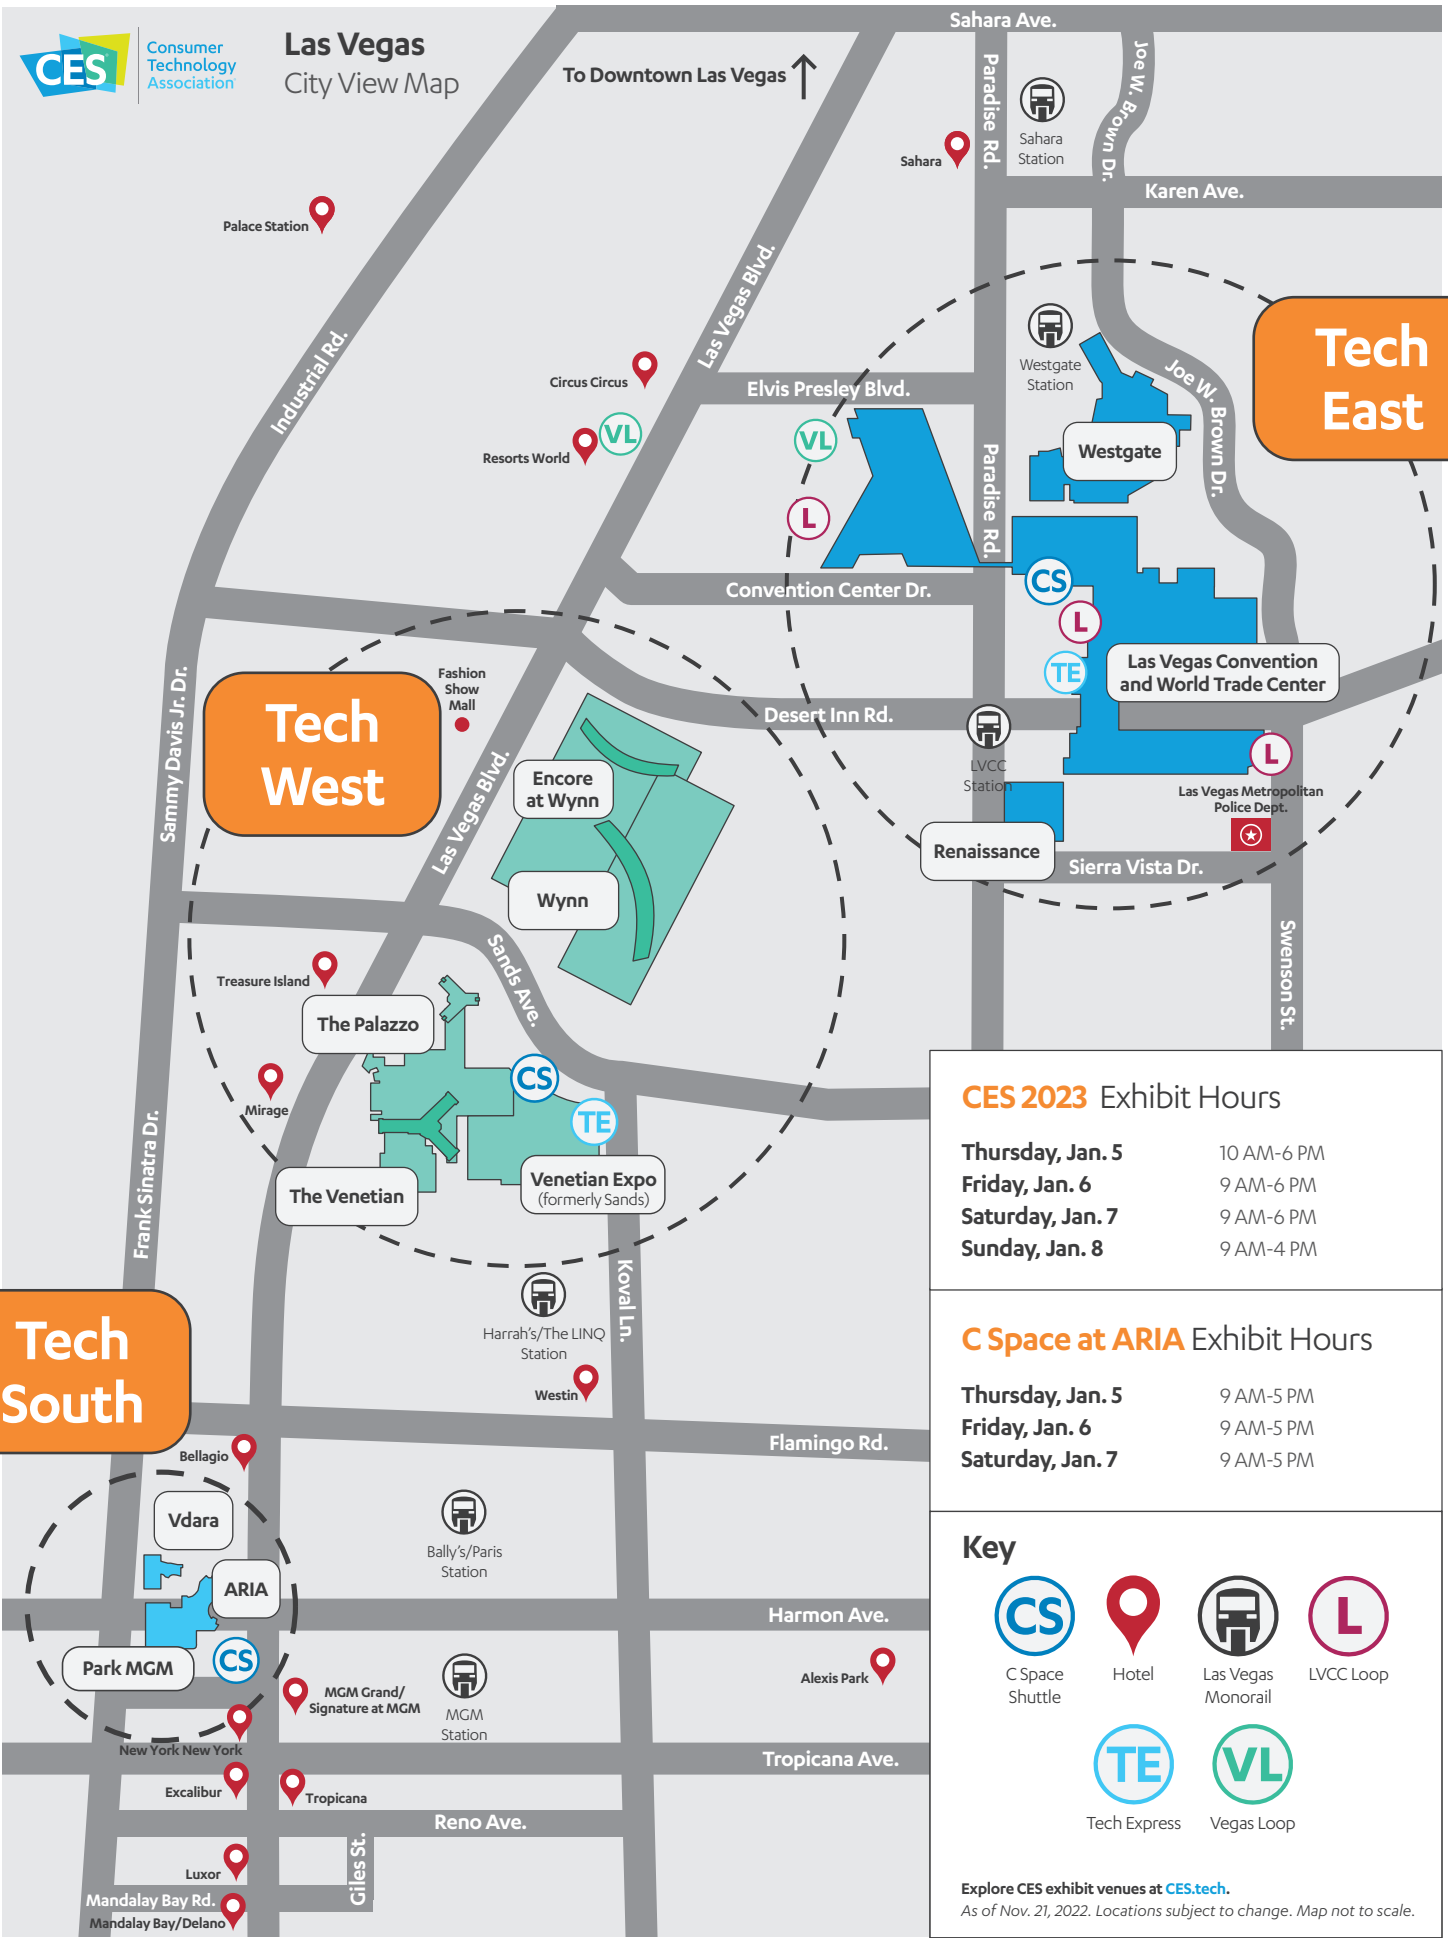 CES
Consumer
Technology
Association
Las Vegas
City View Map
Sahara Ave.
To Downtown Las Vegas
Paradise Rd.
Joe W. Brown Dr.
Sahara
Station
Sahara
Karen Ave.
Palace Station
Las Vegas Blvd.
Industrial Rd.
Tech
East
Westgate
Station
Joe W. Brown Dr.
Circus Circus
Elvis Presley Blvd.
VL
VL
Resorts World
Westgate
Paradise Rd.
L
CS
Convention Center Dr.
L
TE
Las Vegas Convention
and World Trade Center
Sammy Davis Jr. Dr.
Fashion
Show
Mall
Tech
West
Desert Inn Rd.
LVCC
Station
L
Las Vegas Metropolitan
Police Dept.
Encore
at Wynn
Las Vegas Blvd.
Renaissance
Sierra Vista Dr.
Wynn
Sands Ave.
Swenson St.
Treasure Island
The Palazzo
CS
Mirage
TE
Frank Sinatra Dr.
The Venetian
Venetian Expo
(formerly Sands)
Koval Ln.
Harrah's/The LINQ
Station
Westin
Tech
South
Flamingo Rd.
Bellagio
Vdara
Bally's/Paris
Station
ARIA
Harmon Ave.
Park MGM
CS
Alexis Park
MGM Grand/
Signature at MGM
MGM
Station
New York New York
Tropicana Ave.
Excalibur
Tropicana
Reno Ave.
Giles St.
Luxor
Mandalay Bay Rd.
Mandalay Bay/Delano
CES 2023 Exhibit Hours
Thursday, Jan. 5 10 AM-6 PM
Friday, Jan. 6 9 AM-6 PM
Saturday, Jan. 7 9 AM-6 PM
Sunday, Jan. 8 9 AM-4 PM
C Space at ARIA Exhibit Hours
Thursday, Jan. 5 9 AM-5 PM
Friday, Jan. 6 9 AM-5 PM
Saturday, Jan. 7 9 AM-5 PM
Key
CS
L
C Space
Shuttle
Hotel
Las Vegas
Monorail
LVCC Loop
TE
VL
Tech Express
Vegas Loop
Explore CES exhibit venues at CES.tech.
As of Nov. 21, 2022. Locations subject to change. Map not to scale.